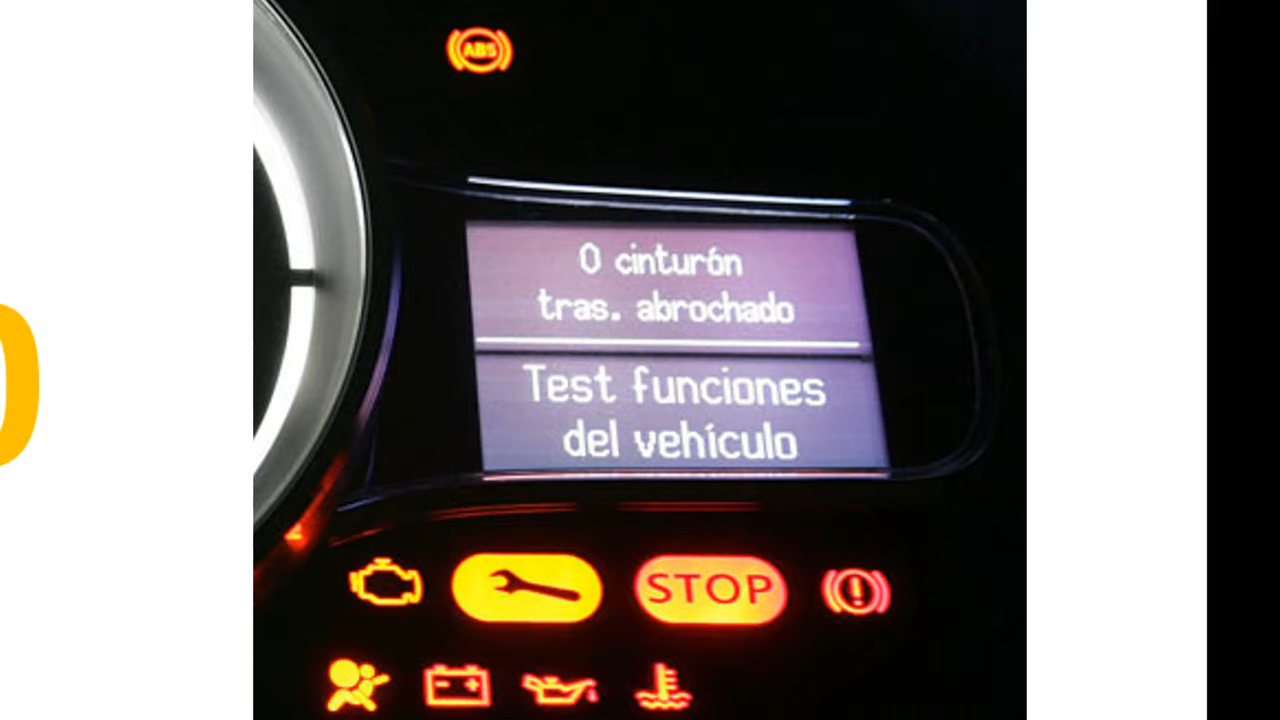 ABS
0 cinturón
tras. abrochado
Test funciones
del vehículo
STOP